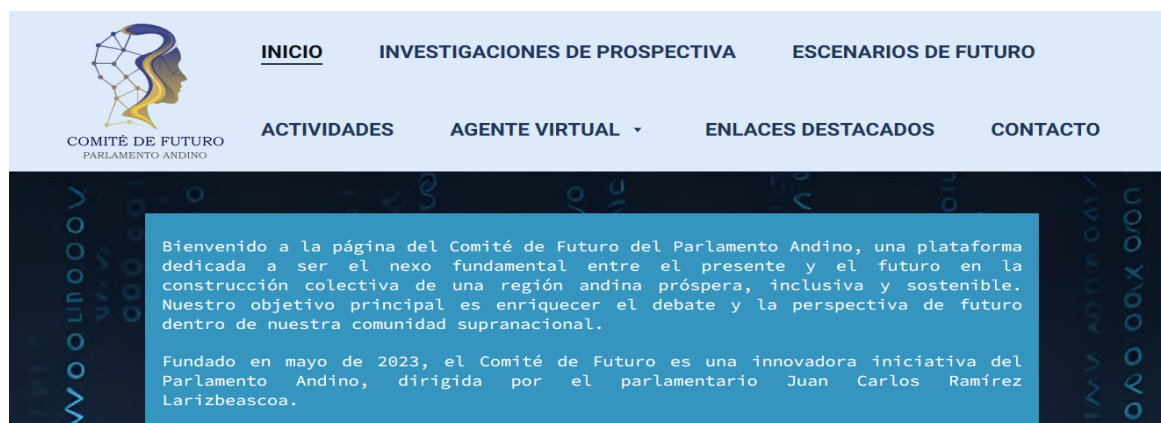 COMITÉ DE FUTURO
PARLAMENTO ANDINO
INICIO
INVESTIGACIONES DE PROSPECTIVA
ESCENARIOS DE FUTURO
ACTIVIDADES
AGENTE VIRTUAL
ENLACES DESTACADOS
CONTACTO
Bienvenido a la página del Comité de Futuro del Parlamento Andino, una plataforma
dedicada a ser el nexo fundamental entre el presente y el futuro en la
construcción colectiva de una región andina próspera, inclusiva y sostenible.
Nuestro objetivo principal es enriquecer el debate y la perspectiva de futuro
dentro de nuestra comunidad supranacional.
Fundado en mayo de 2023, el Comité de Futuro es una innovadora iniciativa del
Parlamento Andino, dirigida por el parlamentario Juan Carlos Ramírez
Larizbeascoa.